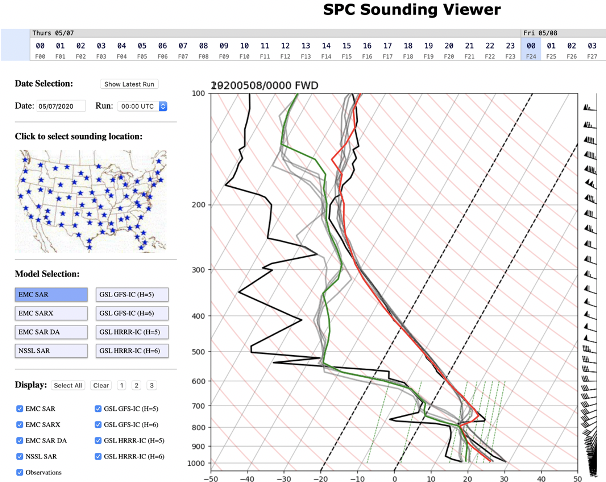 SPC Sounding Viewer
Thurs 05/07 Fri 05/08
00 01 02 03 04 05 06 07 08 09 10 11 12 13 14 15 16 17 18 19 20 21 22 23 00 01 02 03
F00 F01 F02 F03 F04 F05 F06 F07 F08 F09 F10 F11 F12 F13 F14 F15 F16 F17 F18 F19 F20 F21 F22 F23 F24 F25 F26 F27
Date Selection: Show Latest Run
Date: 05/07/2020 Run: 00:00 UTC
Click to select sounding location:
Model Selection:
EMC SAR GSL GFS-IC (H=5)
EMC SARX GSL GFS-IC (H=6)
EMC SAR DA GSL HRRR-IC (H=5)
NSSL SAR GSL HRRR-IC (H=6)
Display: Select All Clear 1 2 3
EMC SAR GSL GFS-IC (H=5)
EMC SARX GSL GFS-IC (H=6)
EMC SAR DA GSL HRRR-IC (H=5)
NSSL SAR GSL HRRR-IC (H=6)
Observations
200508/0000 FWD
100
200
300
400
500
600
700
800
900
1000
−50 −40 −30 −20 −10 0 10 20 30 40 50